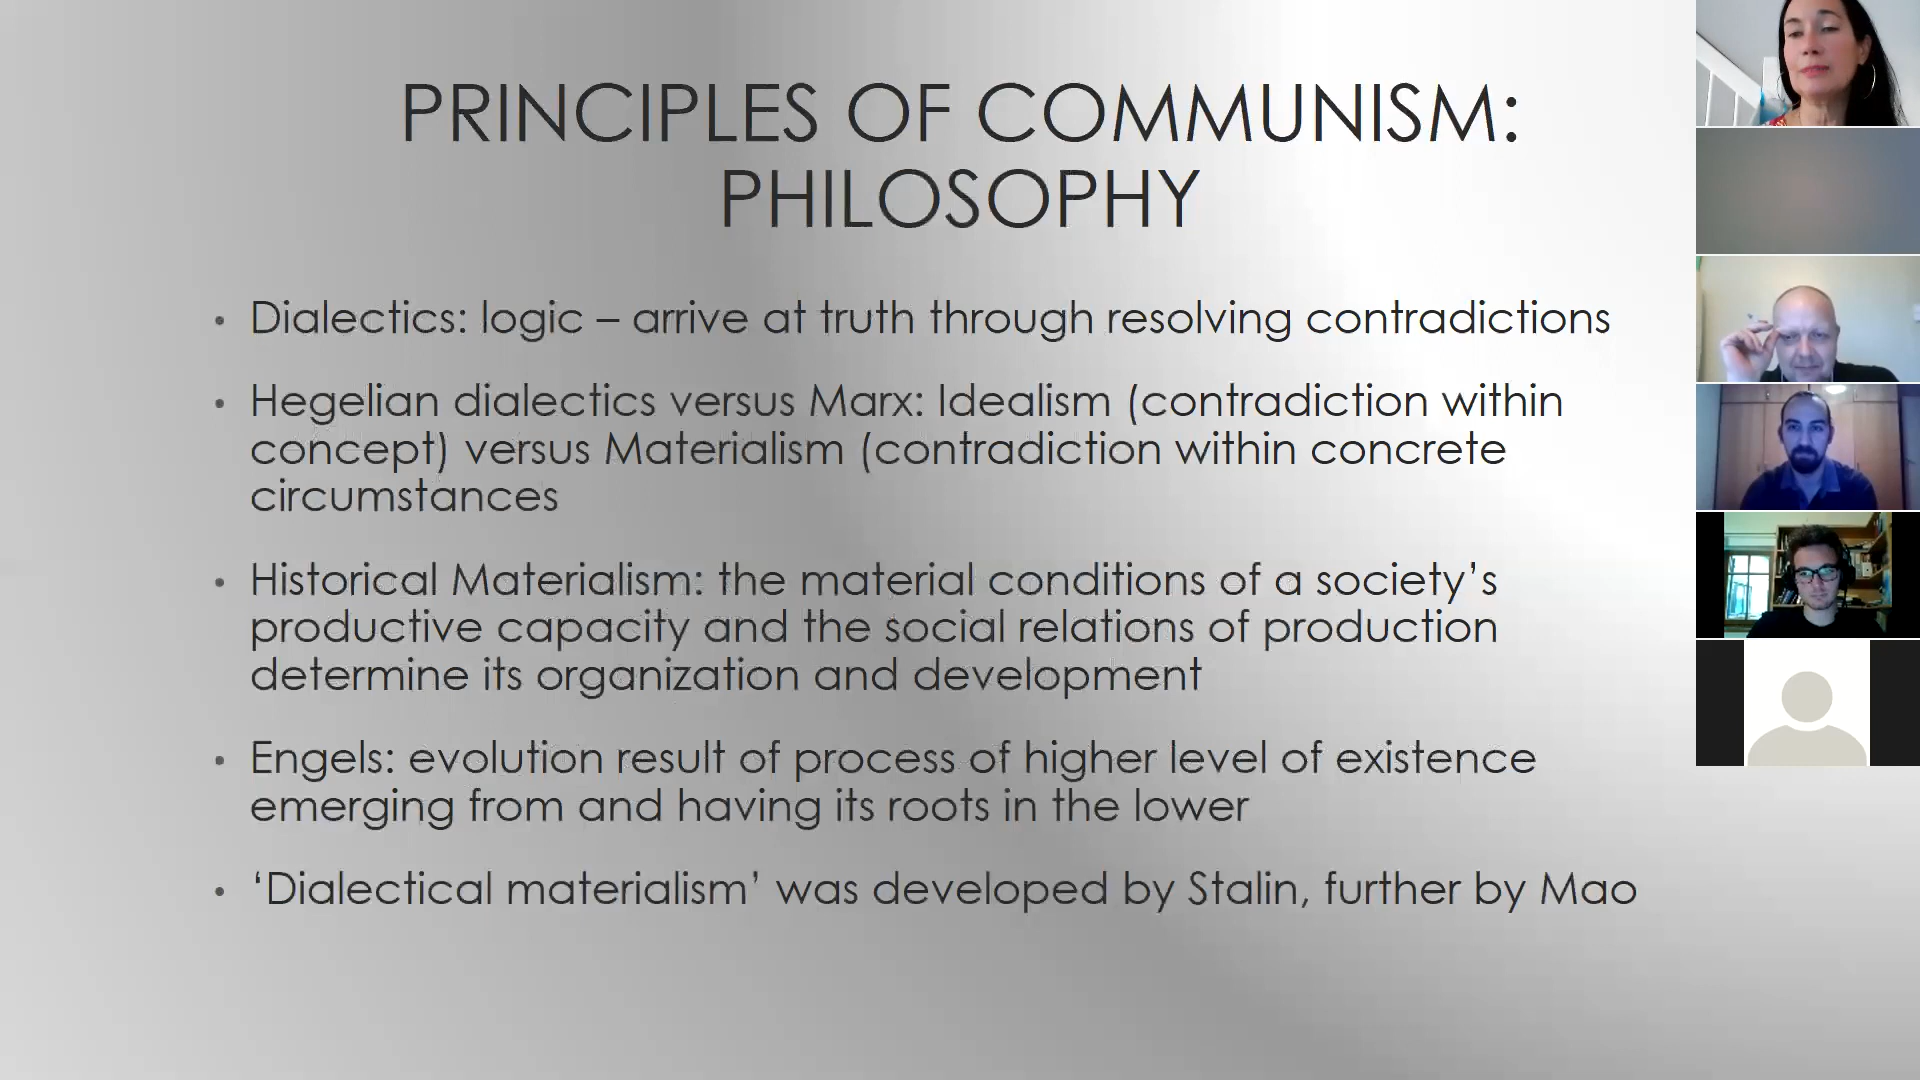 PRINCIPLES OF COMMUNISM:
PHILOSOPHY
• Dialectics: logic – arrive at truth through resolving contradictions
• Hegelian dialectics versus Marx: Idealism (contradiction within
concept) versus Materialism (contradiction within concrete
circumstances
• Historical Materialism: the material conditions of a society’s
productive capacity and the social relations of production
determine its organization and development
• Engels: evolution result of process of higher level of existence
emerging from and having its roots in the lower
• ‘Dialectical materialism’ was developed by Stalin, further by Mao